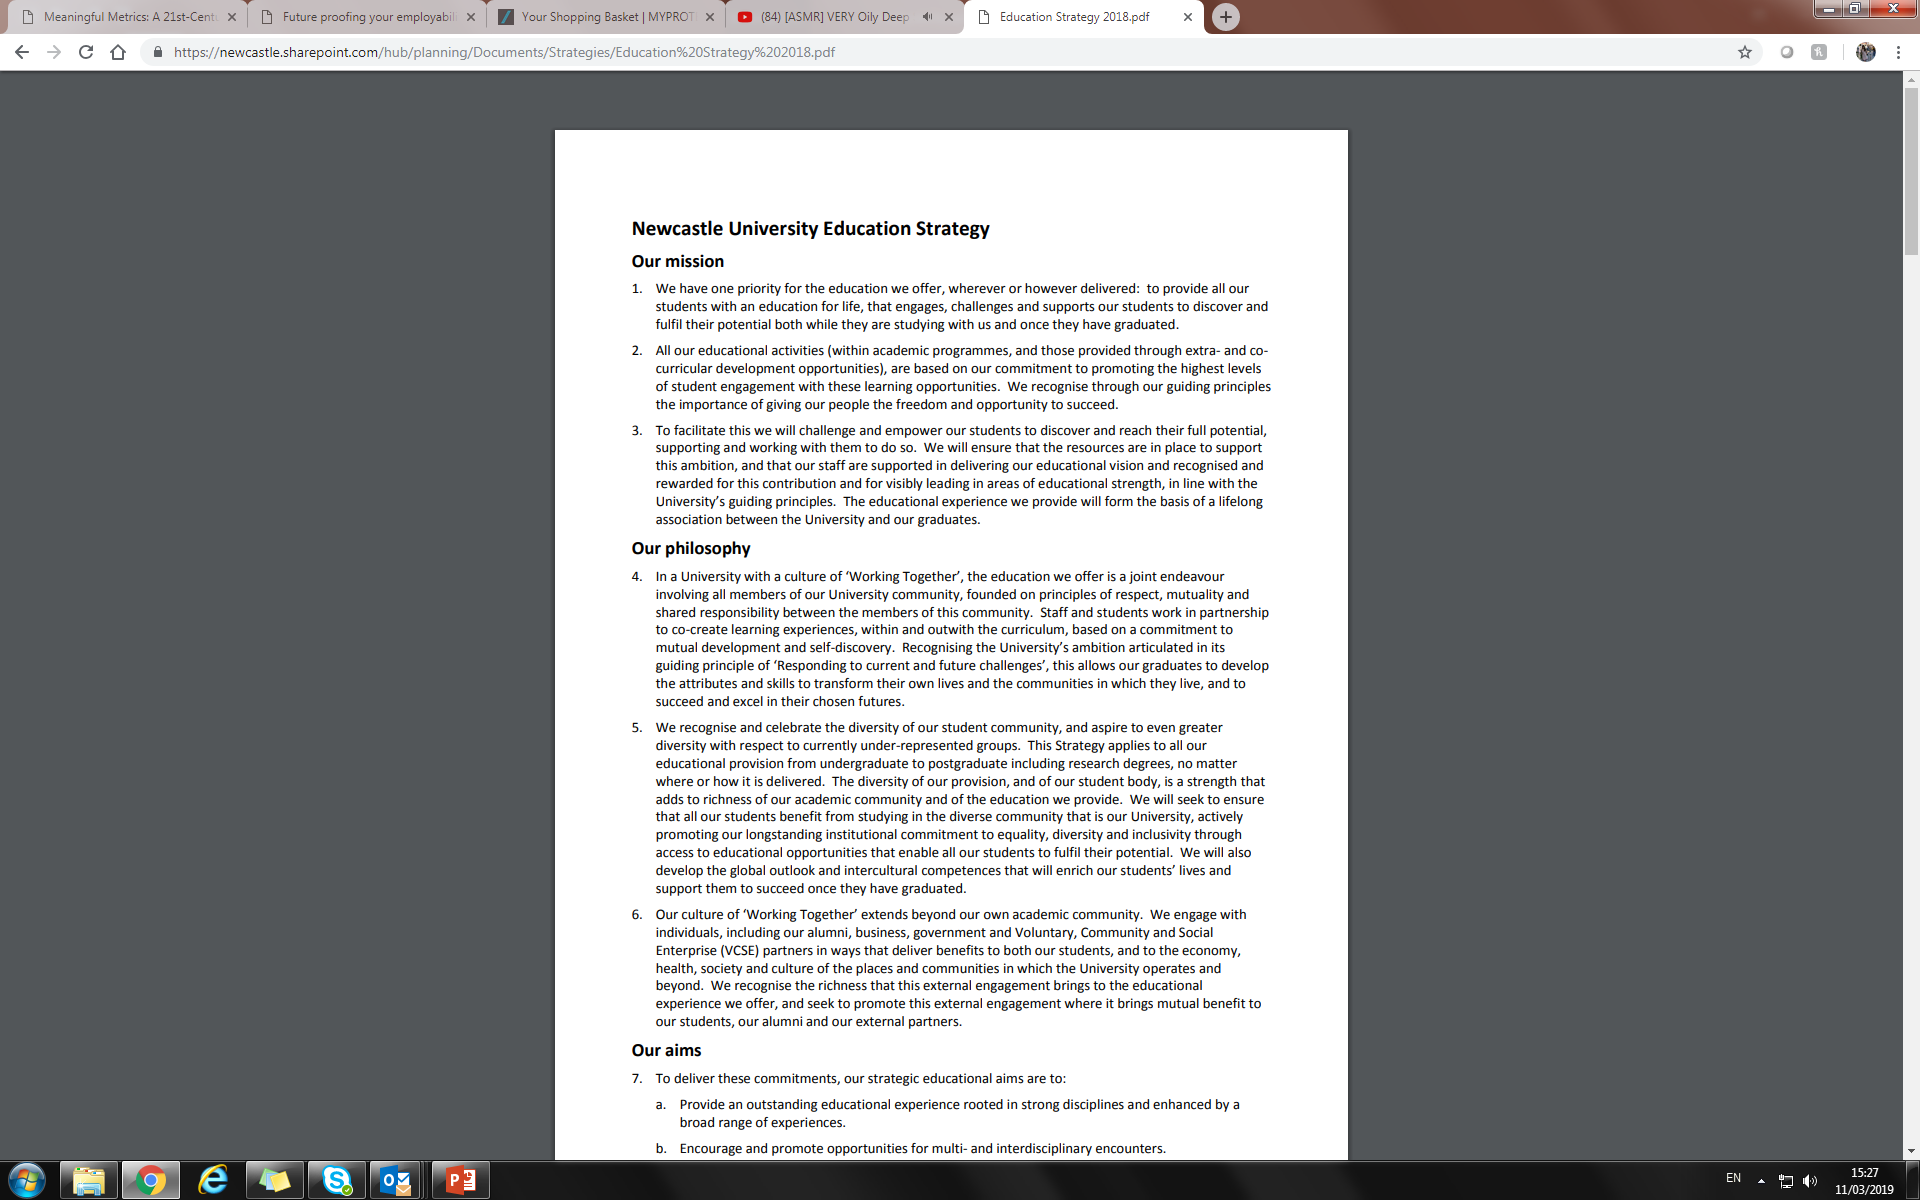 Meaningful Metrics: A 21st-Cent
Future proofing your employabil
Your Shopping Basket | MYPROT
(84) [ASMR] VERY Oily Deep
Education Strategy 2018.pdf
https://newcastle.sharepoint.com/hub/planning/Documents/Strategies/Education%20Strategy%202018.pdf
Newcastle University Education Strategy
Our mission
1. We have one priority for the education we offer, wherever or however delivered: to provide all our
students with an education for life, that engages, challenges and supports our students to discover and
fulfil their potential both while they are studying with us and once they have graduated.
2. All our educational activities (within academic programmes, and those provided through extra- and co-
curricular development opportunities), are based on our commitment to promoting the highest levels
of student engagement with these learning opportunities. We recognise through our guiding principles
the importance of giving our people the freedom and opportunity to succeed.
3. To facilitate this we will challenge and empower our students to discover and reach their full potential,
supporting and working with them to do so. We will ensure that the resources are in place to support
this ambition, and that our staff are supported in delivering our educational vision and recognised and
rewarded for this contribution and for visibly leading in areas of educational strength, in line with the
University's guiding principles. The educational experience we provide will form the basis of a lifelong
association between the University and our graduates.
Our philosophy
4. In a University with a culture of 'Working Together', the education we offer is a joint endeavour
involving all members of our University community, founded on principles of respect, mutuality and
shared responsibility between the members of this community. Staff and students work in partnership
to co-create learning experiences, within and outwith the curriculum, based on a commitment to
mutual development and self-discovery. Recognising the University's ambition articulated in its
guiding principle of 'Responding to current and future challenges', this allows our graduates to develop
the attributes and skills to transform their own lives and the communities in which they live, and to
succeed and excel in their chosen futures.
5. We recognise and celebrate the diversity of our student community, and aspire to even greater
diversity with respect to currently under-represented groups. This Strategy applies to all our
educational provision from undergraduate to postgraduate including research degrees, no matter
where or how it is delivered. The diversity of our provision, and of our student body, is a strength that
adds to richness of our academic community and of the education we provide. We will seek to ensure
that all our students benefit from studying in the diverse community that is our University, actively
promoting our longstanding institutional commitment to equality, diversity and inclusivity through
access to educational opportunities that enable all our students to fulfil their potential. We will also
develop the global outlook and intercultural competences that will enrich our students' lives and
support them to succeed once they have graduated.
6. Our culture of 'Working Together' extends beyond our own academic community. We engage with
individuals, including our alumni, business, government and Voluntary, Community and Social
Enterprise (VCSE) partners in ways that deliver benefits to both our students, and to the economy,
health, society and culture of the places and communities in which the University operates and
beyond. We recognise the richness that this external engagement brings to the educational
experience we offer, and seek to promote this external engagement where it brings mutual benefit to
our students, our alumni and our external partners.
Our aims
7. To deliver these commitments, our strategic educational aims are to:
a. Provide an outstanding educational experience rooted in strong disciplines and enhanced by a
broad range of experiences.
b. Encourage and promote opportunities for multi- and interdisciplinary encounters.
EN
15:27
11/03/2019